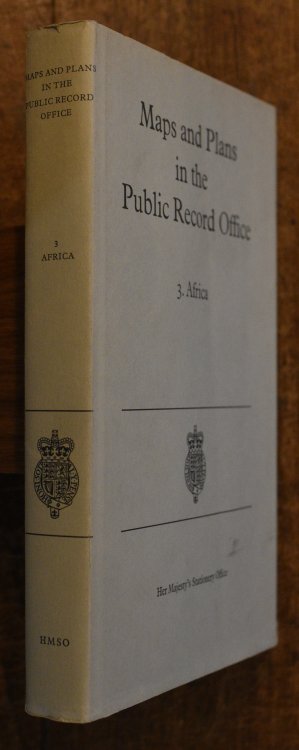 MAPS AND PLANS
IN THE
PUBLIC RECORD
OFFICE
3
AFRICA
HMSO
Maps and Plans
in the
Public Record Office
3. Africa
Her Majesty's Stationery Office